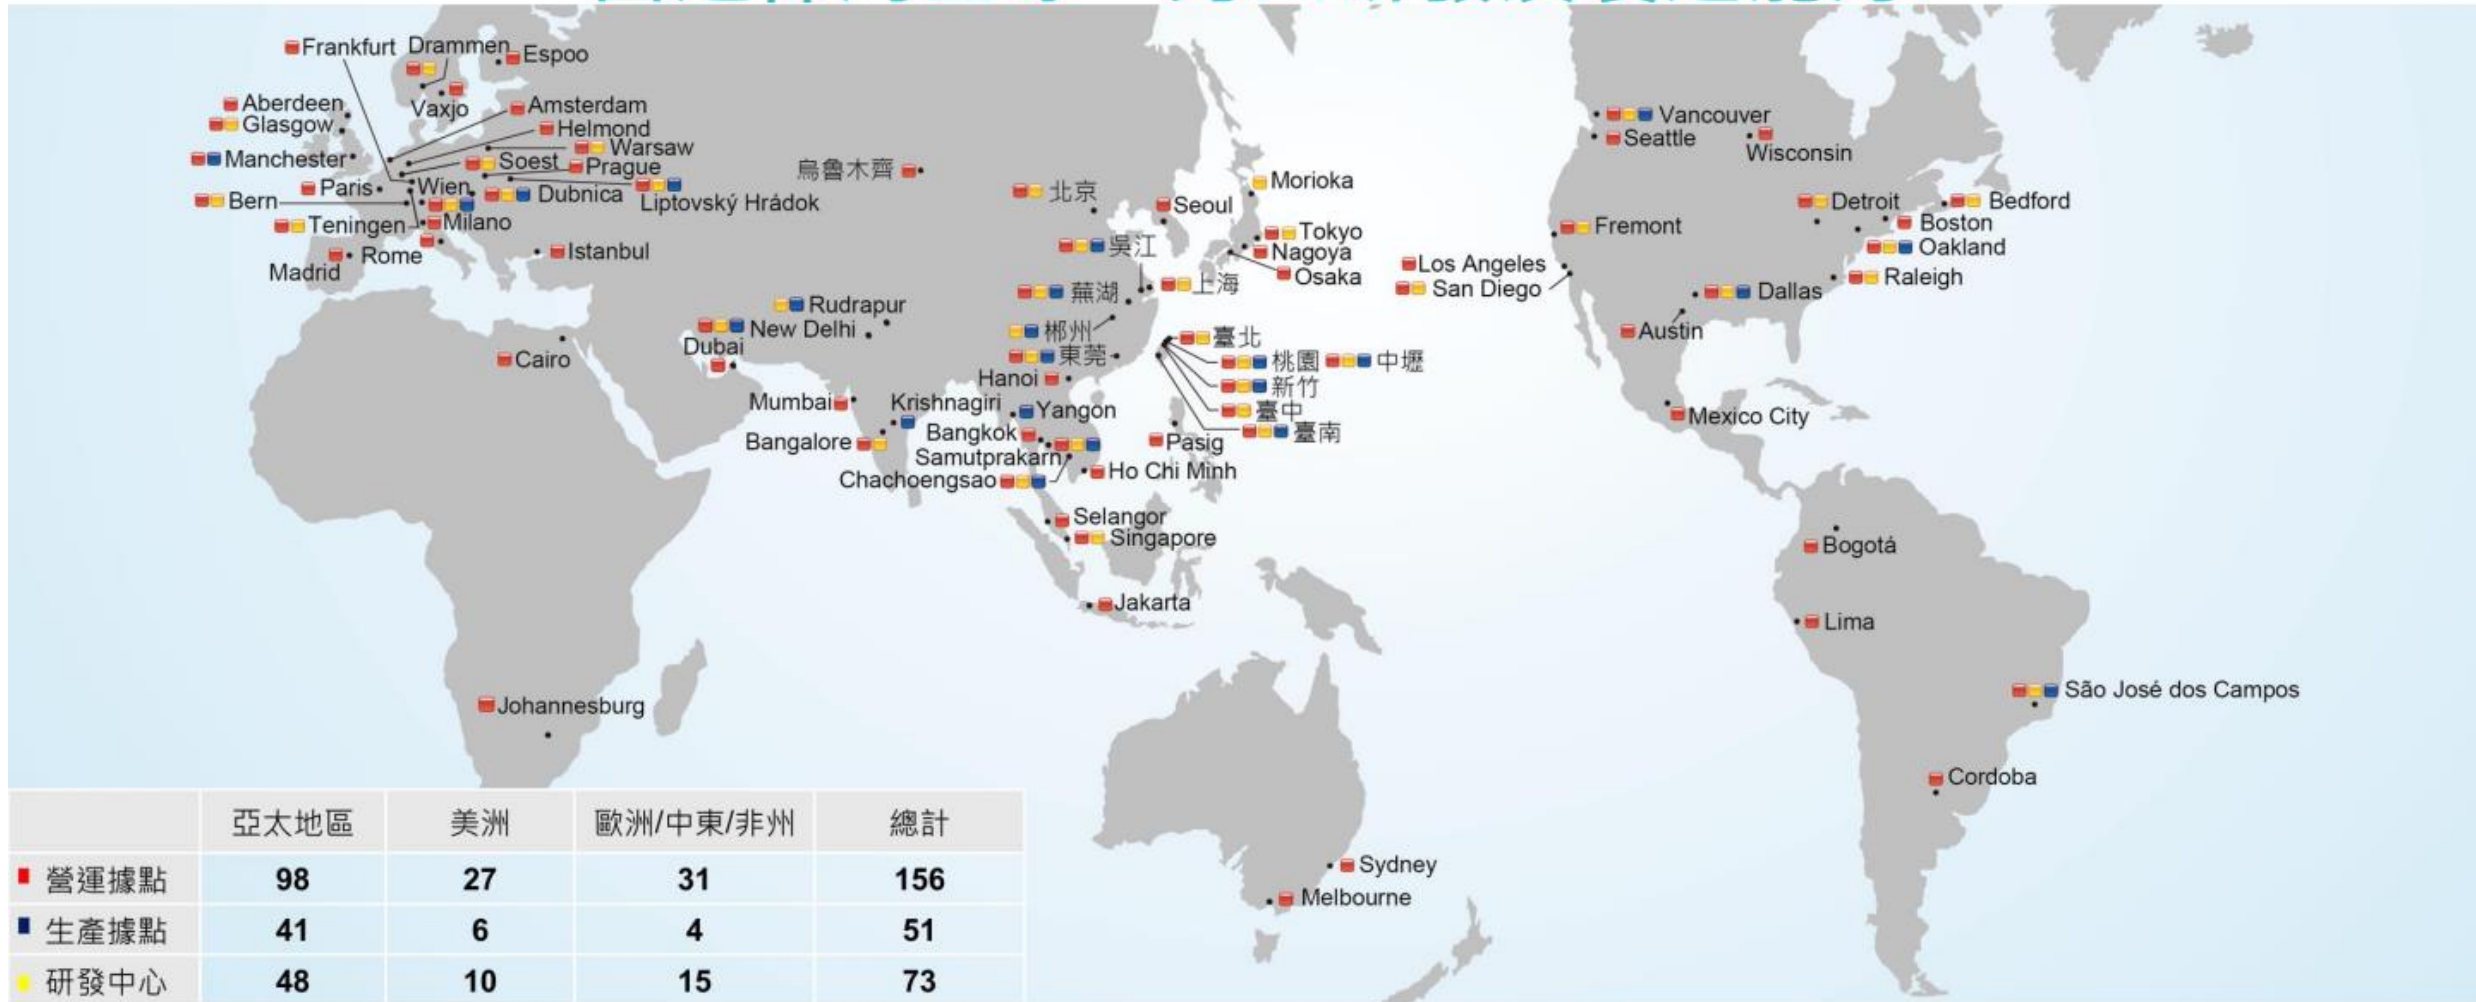 Frankfurt
Drammen
Espoo
Aberdeen
Vaxjo
Amsterdam
Glasgow
Helmond
Manchester
Warsaw
Soest
Prague
Paris
Wien
Dubnica
Liptovský Hrádok
Bern
Teningen
Milano
Madrid
Rome
Istanbul
烏魯木齊
北京
Seoul
Morioka
吳江
Tokyo
Nagoya
Osaka
蕪湖
上海
Rudrapur
New Delhi
郴州
Dubai
東莞
臺北
桃園
中壢
新竹
臺中
臺南
Cairo
Hanoi
Mumbai
Krishnagiri
Yangon
Bangalore
Bangkok
Samutprakarn
Pasig
Chachoengsao
Ho Chi Minh
Selangor
Singapore
Jakarta
Johannesburg
Sydney
Melbourne
Vancouver
Seattle
Wisconsin
Detroit
Bedford
Boston
Fremont
Oakland
Los Angeles
San Diego
Raleigh
Dallas
Austin
Mexico City
Bogotá
Lima
São José dos Campos
Cordoba
亞太地區 美洲 歐洲/中東/非州 總計
營運據點 98 27 31 156
生產據點 41 6 4 51
研發中心 48 10 15 73